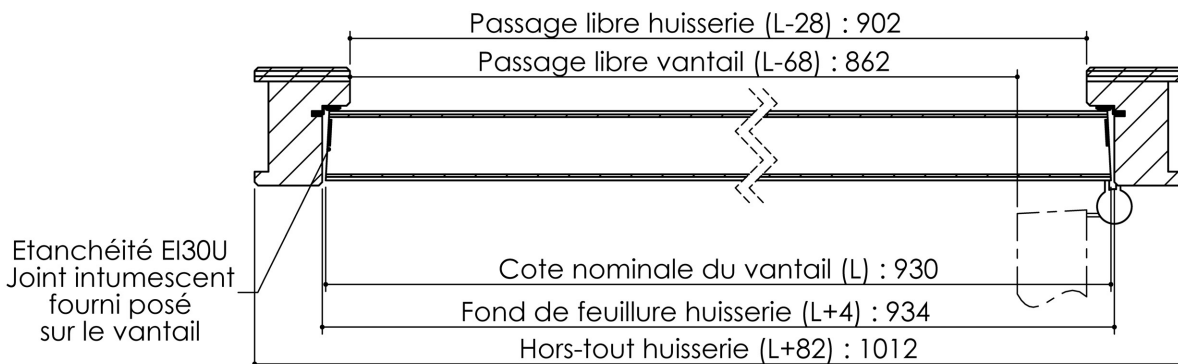 Passage libre huisserie (L-28) : 902
Passage libre vantail (L-68) : 862
Etanchéité EI30U
Joint intumescent
fourni posé
sur le vantail
Cote nominale du vantail (L) : 930
Fond de feuillure huisserie (L+4) : 934
Hors-tout huisserie (L+82) : 1012